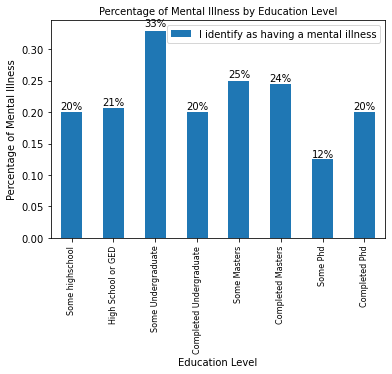 Percentage of Mental Illness by Education Level
I identify as having a mental illness
Percentage of Mental Illness
0.30
0.25
0.20
0.15
0.10
0.05
0.00
20%
21%
33%
20%
25%
24%
12%
20%
Some highschool
High School or GED
Some Undergraduate
Completed Undergraduate
Some Masters
Completed Masters
Some Phd
Completed Phd
Education Level